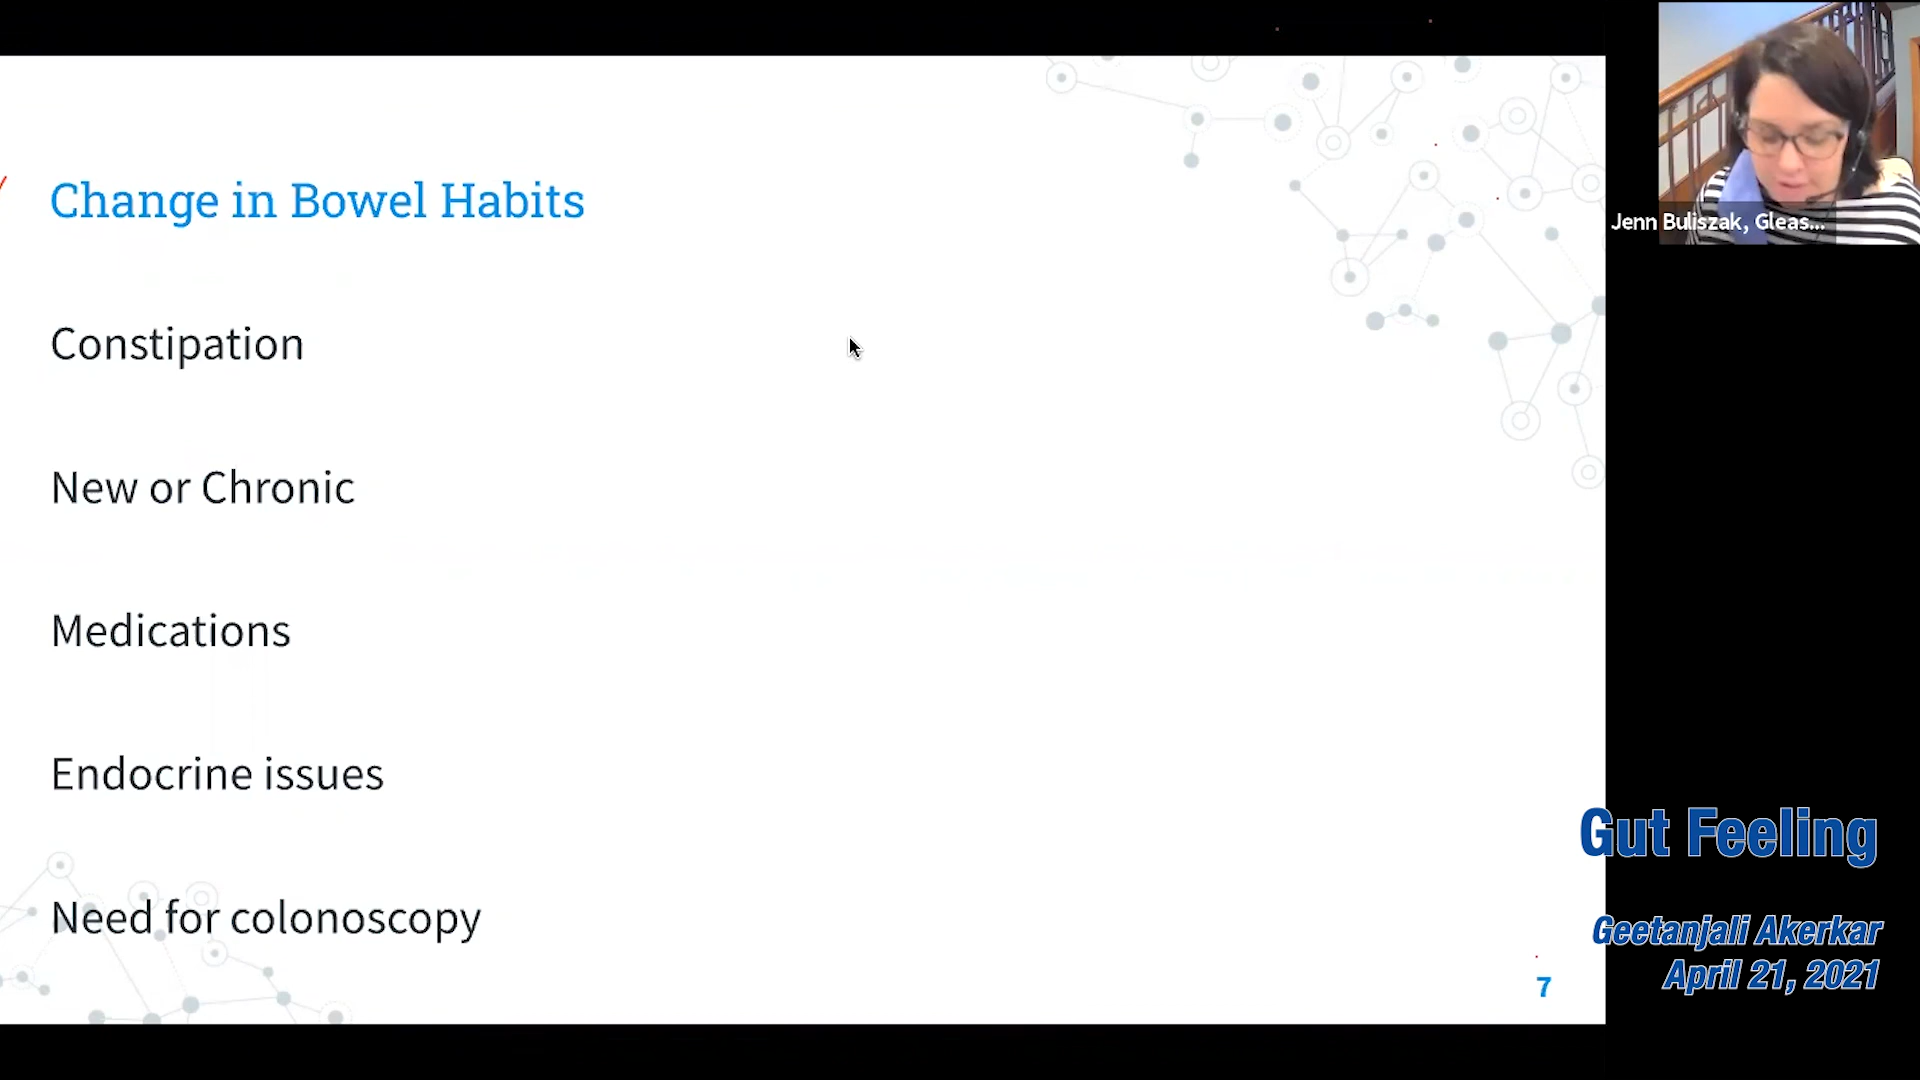 Change in Bowel Habits
Constipation
New or Chronic
Medications
Endocrine issues
Need for colonoscopy
7
Jenn Buliszak, Gleas...
Gut Feeling
Geetanjali Akerkar
April 21, 2021